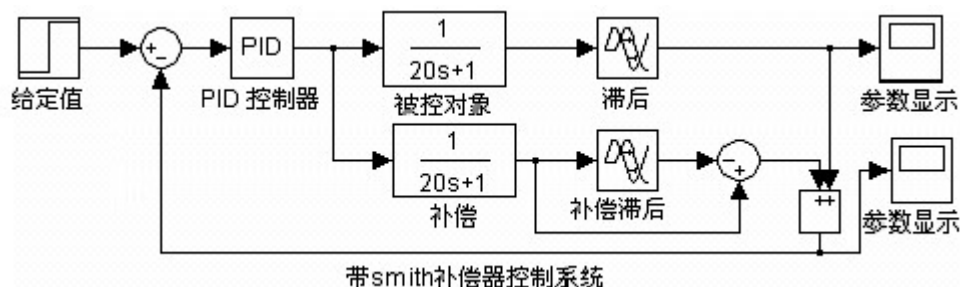 PID
1
20s+1
给定值
PID 控制器
被控对象
滞后
参数显示
1
20s+1
补偿
补偿滞后
++
参数显示
带smith补偿器控制系统